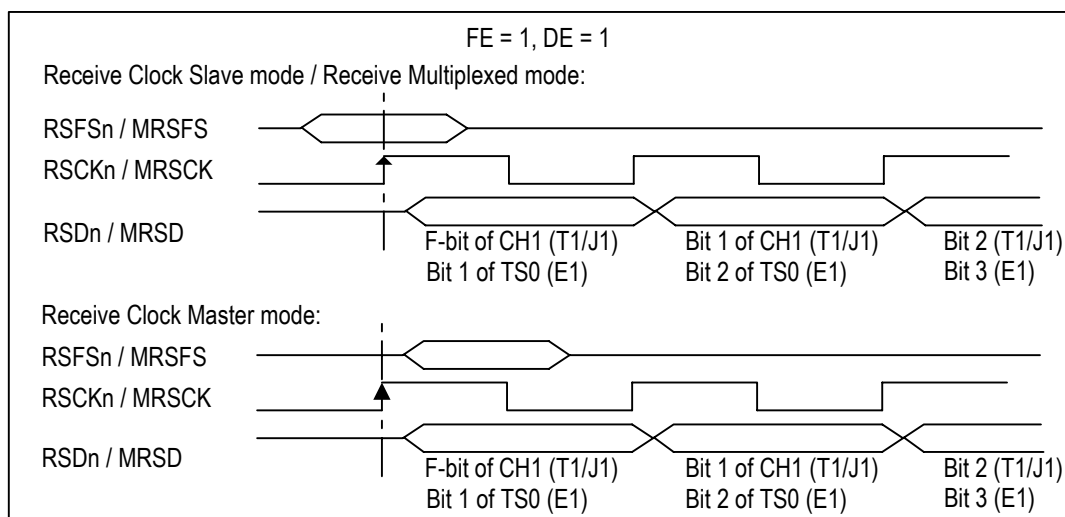 FE = 1, DE = 1
Receive Clock Slave mode / Receive Multiplexed mode:
RSFSn / MRSFS
RSCKn / MRSCK
RSDn / MRSD
F-bit of CH1 (T1/J1) Bit 1 of CH1 (T1/J1) Bit 2 (T1/J1)
Bit 1 of TS0 (E1) Bit 2 of TS0 (E1) Bit 3 (E1)
Receive Clock Master mode:
RSFSn / MRSFS
RSCKn / MRSCK
RSDn / MRSD
F-bit of CH1 (T1/J1) Bit 1 of CH1 (T1/J1) Bit 2 (T1/J1)
Bit 1 of TS0 (E1) Bit 2 of TS0 (E1) Bit 3 (E1)